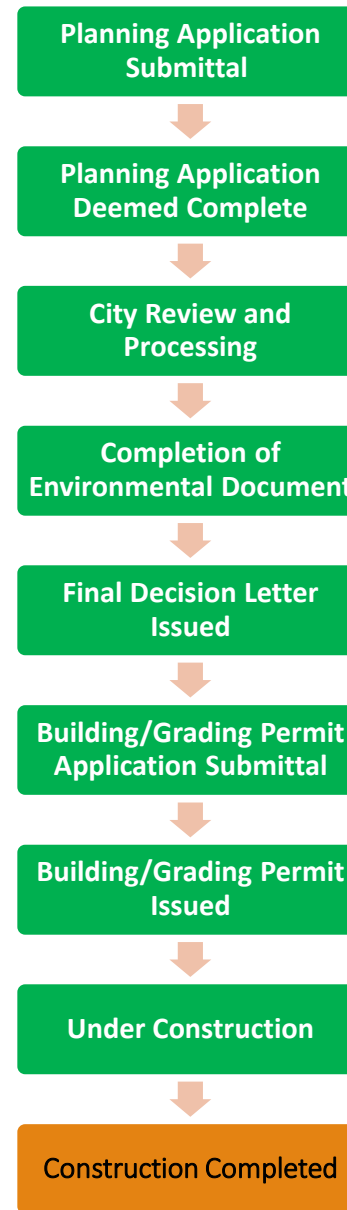 Planning Application
Submittal
Planning Application
Deemed Complete
City Review and
Processing
Completion of
Environmental Document
Final Decision Letter
Issued
Building/Grading Permit
Application Submittal
Building/Grading Permit
Issued
Under Construction
Construction Completed